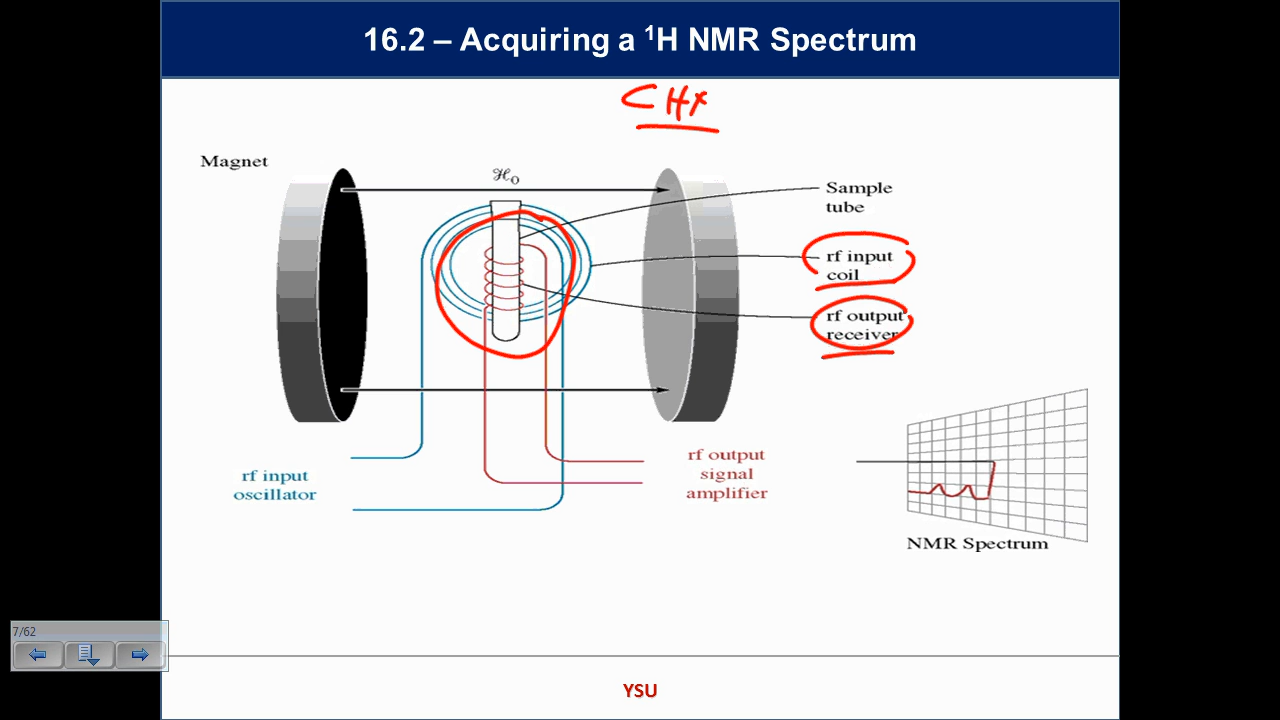 16.2 – Acquiring a ¹H NMR Spectrum
CHx
Magnet
ℋ₀
Sample
tube
rf input
coil
rf output
receiver
rf input
oscillator
rf output
signal
amplifier
NMR Spectrum
7/62
YSU